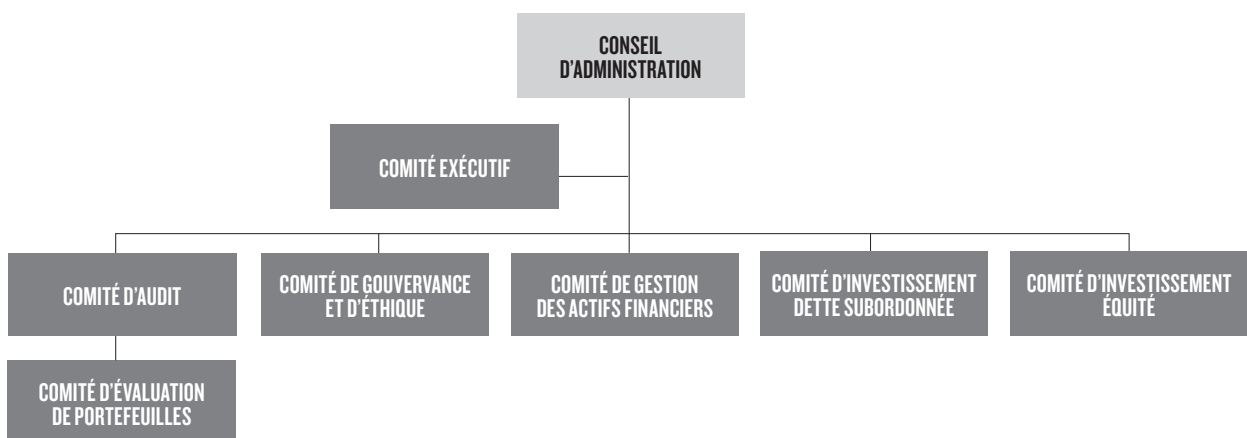 CONSEIL
D'ADMINISTRATION
COMITÉ EXÉCUTIF
COMITÉ D'AUDIT
COMITÉ DE GOUVERVANCE
ET D'ÉTHIQUE
COMITÉ DE GESTION
DES ACTIFS FINANCIERS
COMITÉ D'INVESTISSEMENT
DETTE SUBORDONNÉE
COMITÉ D'INVESTISSEMENT
ÉQUITÉ
COMITÉ D'ÉVALUATION
DE PORTEFEUILLES